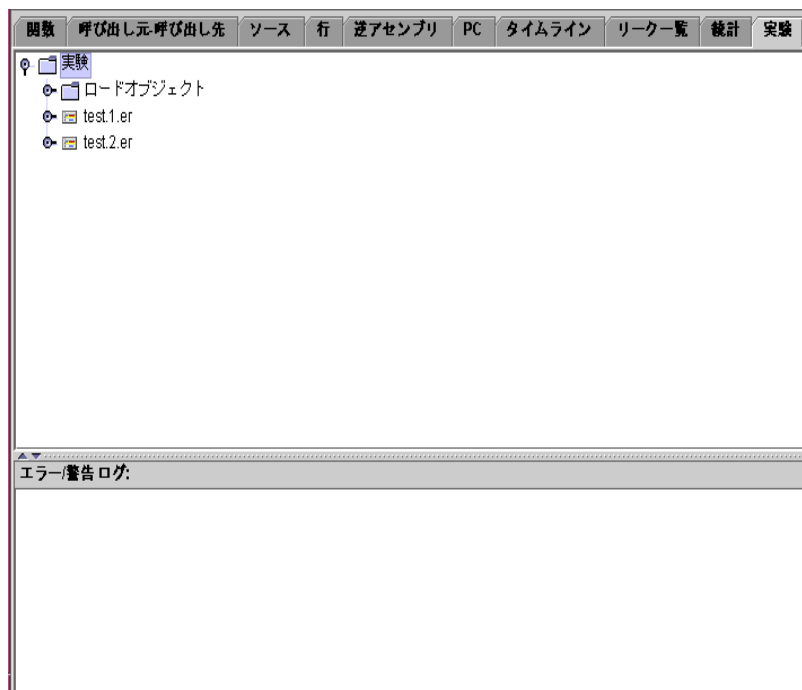 関数 呼び出し元-呼び出し先 ソース 行 逆アセンブリ PC タイムライン リーク一覧 統計 実験
実験
ロードオブジェクト
test.1.er
test.2.er
エラー/警告ログ: